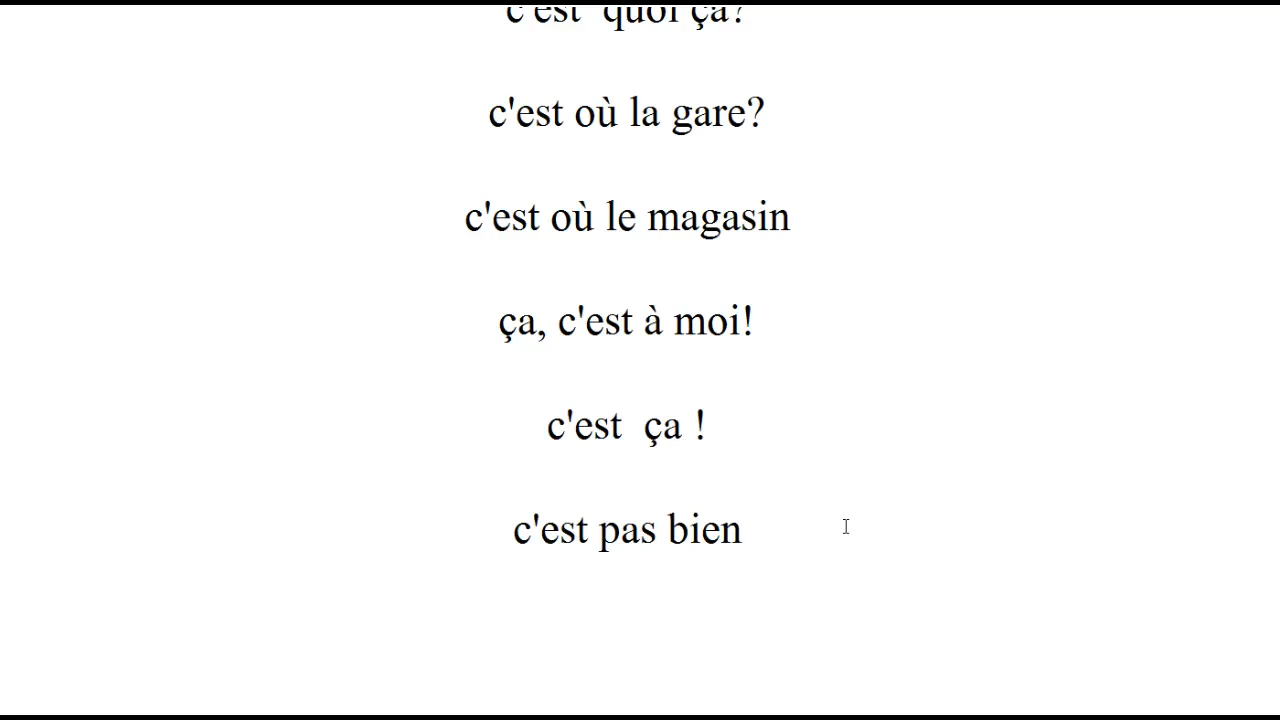 c'est quoi ça?
c'est où la gare?
c'est où le magasin
ça, c'est à moi!
c'est ça !
c'est pas bien